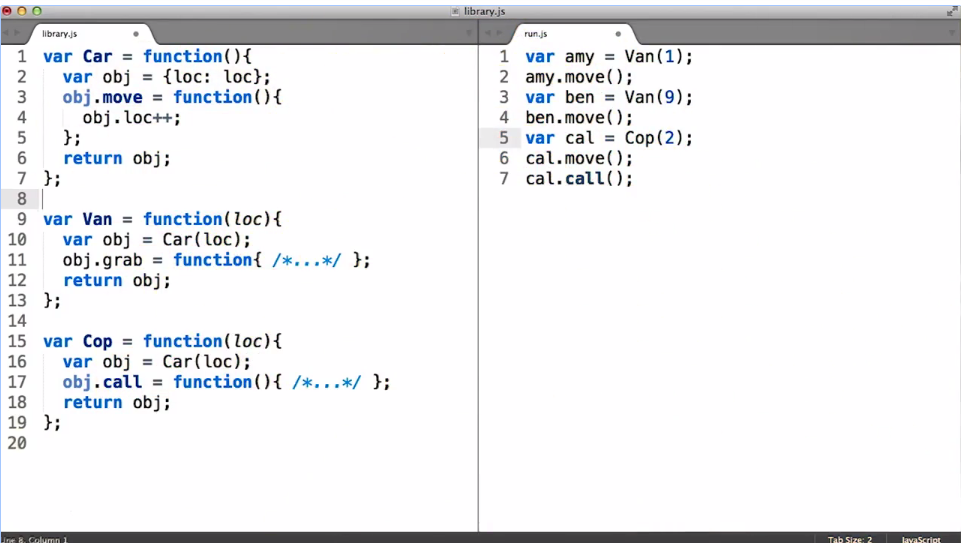 library.js
library.js
var Car = function(){
var obj = {loc: loc};
obj.move = function(){
obj.loc++;
};
return obj;
};
var Van = function(loc){
var obj = Car(loc);
obj.grab = function{ /*...*/ };
return obj;
};
var Cop = function(loc){
var obj = Car(loc);
obj.call = function(){ /*...*/ };
return obj;
};
1
2
3
4
5
6
7
8
9
10
11
12
13
14
15
16
17
18
19
20
run.js
1 var amy = Van(1);
2 amy.move();
3 var ben = Van(9);
4 ben.move();
5 var cal = Cop(2);
6 cal.move();
7 cal.call();
Line 8, Column 1
Tab Size: 2
JavaScript